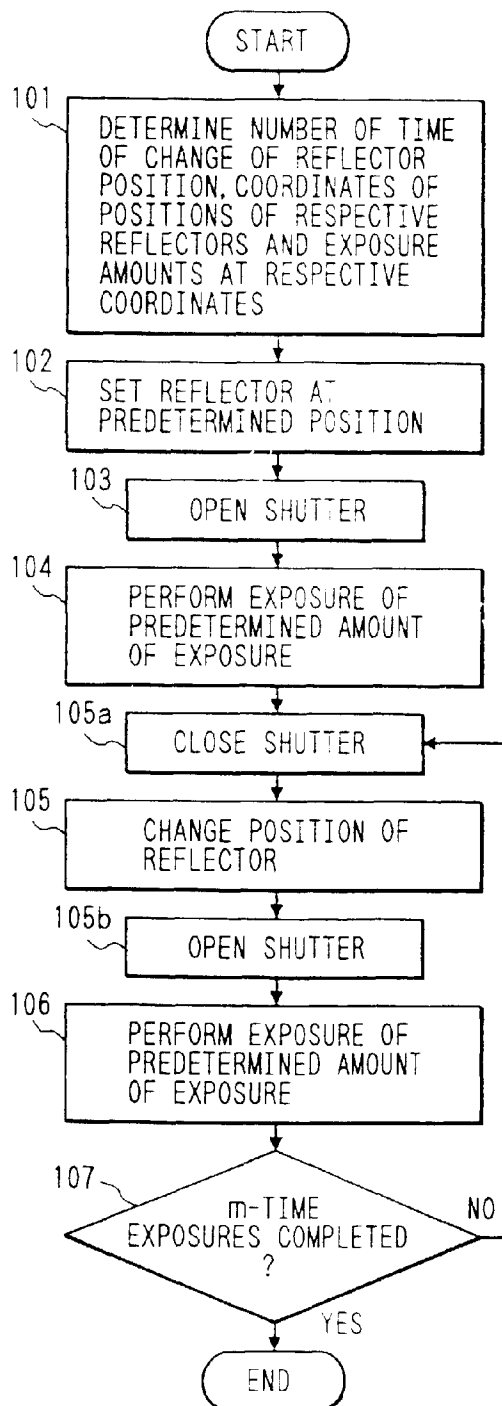 START
101
DETERMINE NUMBER OF TIME
OF CHANGE OF REFLECTOR
POSITION, COORDINATES OF
POSITIONS OF RESPECTIVE
REFLECTORS AND EXPOSURE
AMOUNTS AT RESPECTIVE
COORDINATES
102
SET REFLECTOR AT
PREDETERMINED POSITION
103
OPEN SHUTTER
104
PERFORM EXPOSURE OF
PREDETERMINED AMOUNT
OF EXPOSURE
105a
CLOSE SHUTTER
105
CHANGE POSITION OF
REFLECTOR
105b
OPEN SHUTTER
106
PERFORM EXPOSURE OF
PREDETERMINED AMOUNT
OF EXPOSURE
107
m-TIME
EXPOSURES COMPLETED
?
NO
YES
END